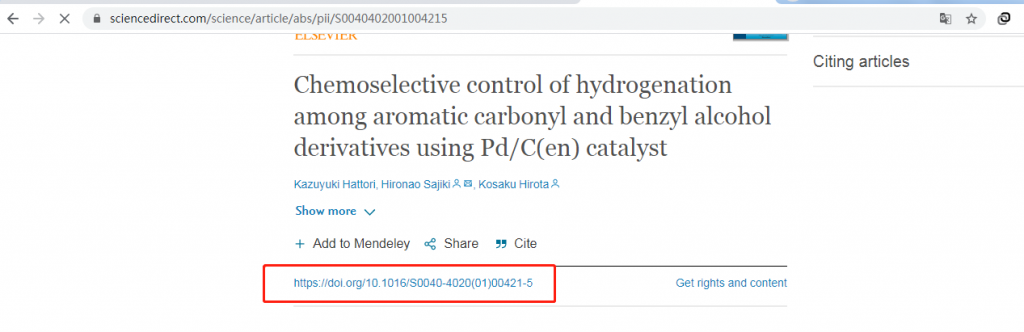 sciencedirect.com/science/article/abs/pii/S0040402001004215
ELSEVIER
Citing articles
Chemoselective control of hydrogenation
among aromatic carbonyl and benzyl alcohol
derivatives using Pd/C(en) catalyst
Kazuyuki Hattori, Hironao Sajiki, Kosaku Hirota
Show more
+ Add to Mendeley Share Cite
https://doi.org/10.1016/S0040-4020(01)00421-5 Get rights and content